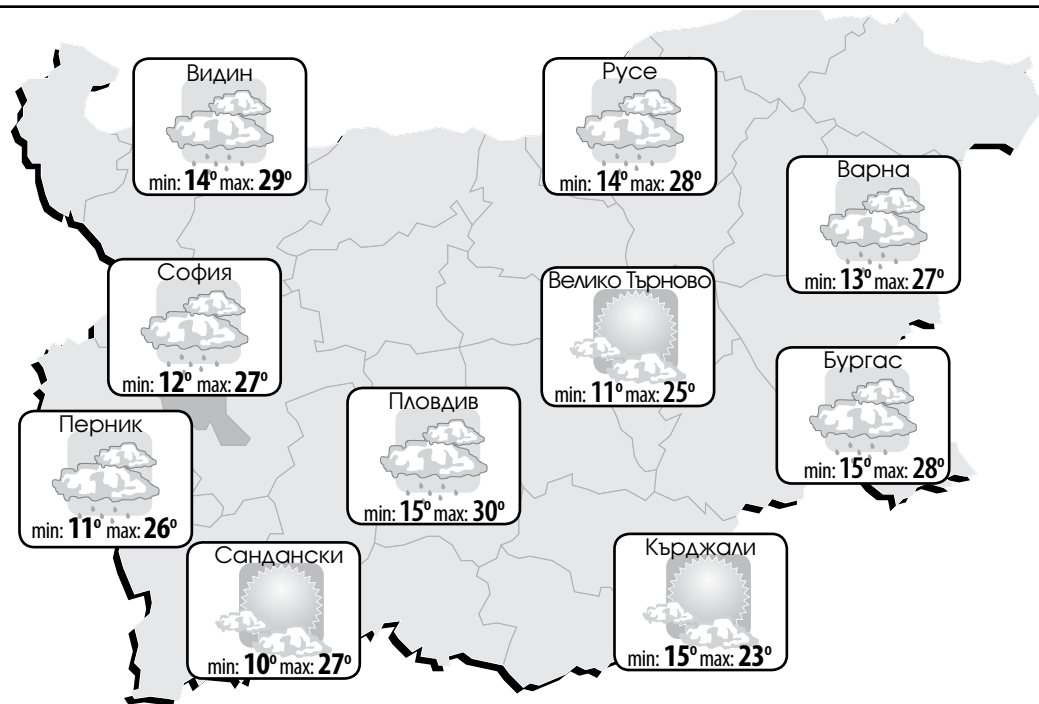 Видин
min: 14° max: 29°
Русе
min: 14° max: 28°
Варна
min: 13° max: 27°
София
min: 12° max: 27°
Велико Търново
min: 11° max: 25°
Бургас
min: 15° max: 28°
Пловдив
min: 15° max: 30°
Перник
min: 11° max: 26°
Сандански
min: 10° max: 27°
Кърджали
min: 15° max: 23°